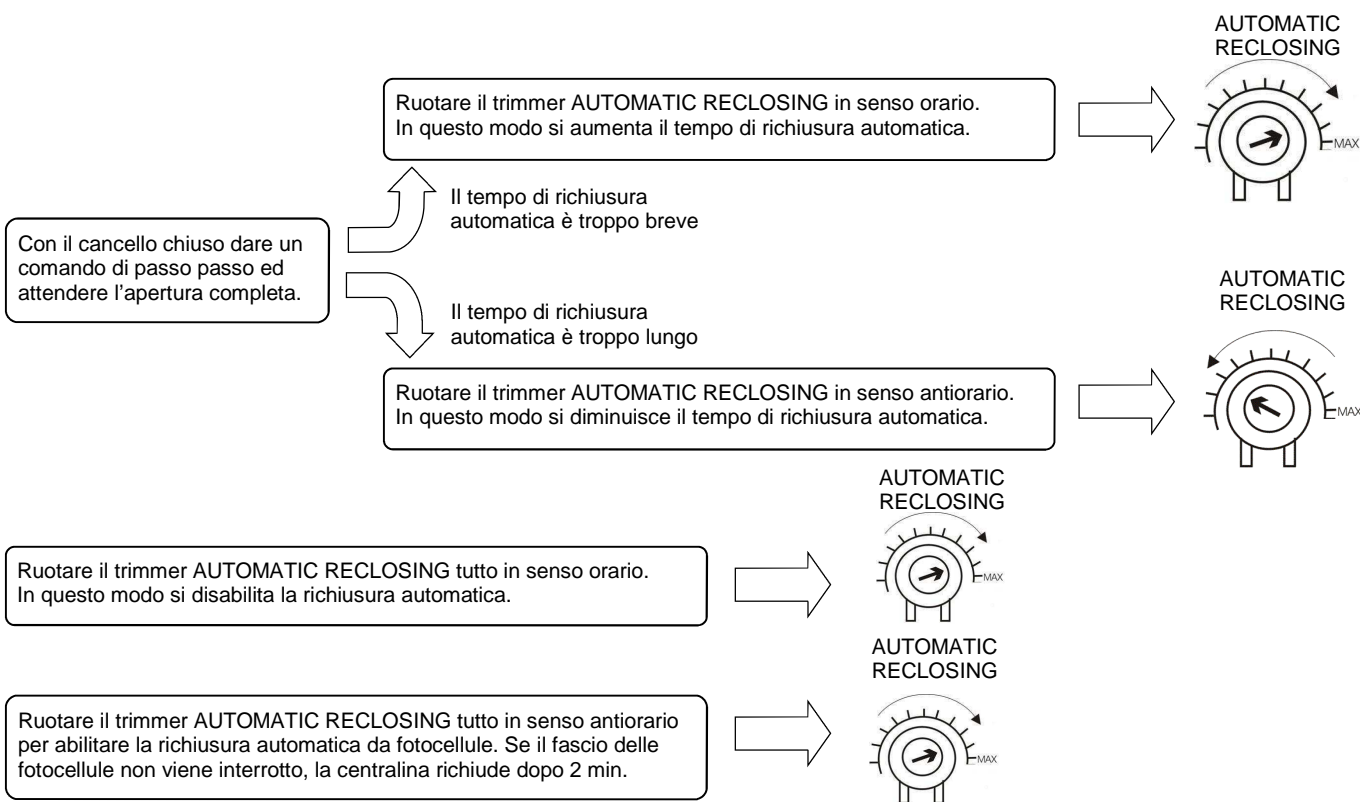 AUTOMATIC
RECLOSING
Ruotare il trimmer AUTOMATIC RECLOSING in senso orario.
In questo modo si aumenta il tempo di richiusura automatica.
MAX
Il tempo di richiusura
automatica è troppo breve
Con il cancello chiuso dare un
comando di passo passo ed
attendere l'apertura completa.
Il tempo di richiusura
automatica è troppo lungo
AUTOMATIC
RECLOSING
Ruotare il trimmer AUTOMATIC RECLOSING in senso antiorario.
In questo modo si diminuisce il tempo di richiusura automatica.
MAX
AUTOMATIC
RECLOSING
Ruotare il trimmer AUTOMATIC RECLOSING tutto in senso orario.
In questo modo si disabilita la richiusura automatica.
MAX
AUTOMATIC
RECLOSING
Ruotare il trimmer AUTOMATIC RECLOSING tutto in senso antiorario
per abilitare la richiusura automatica da fotocellule. Se il fascio delle
fotocellule non viene interrotto, la centralina richiude dopo 2 min.
MAX